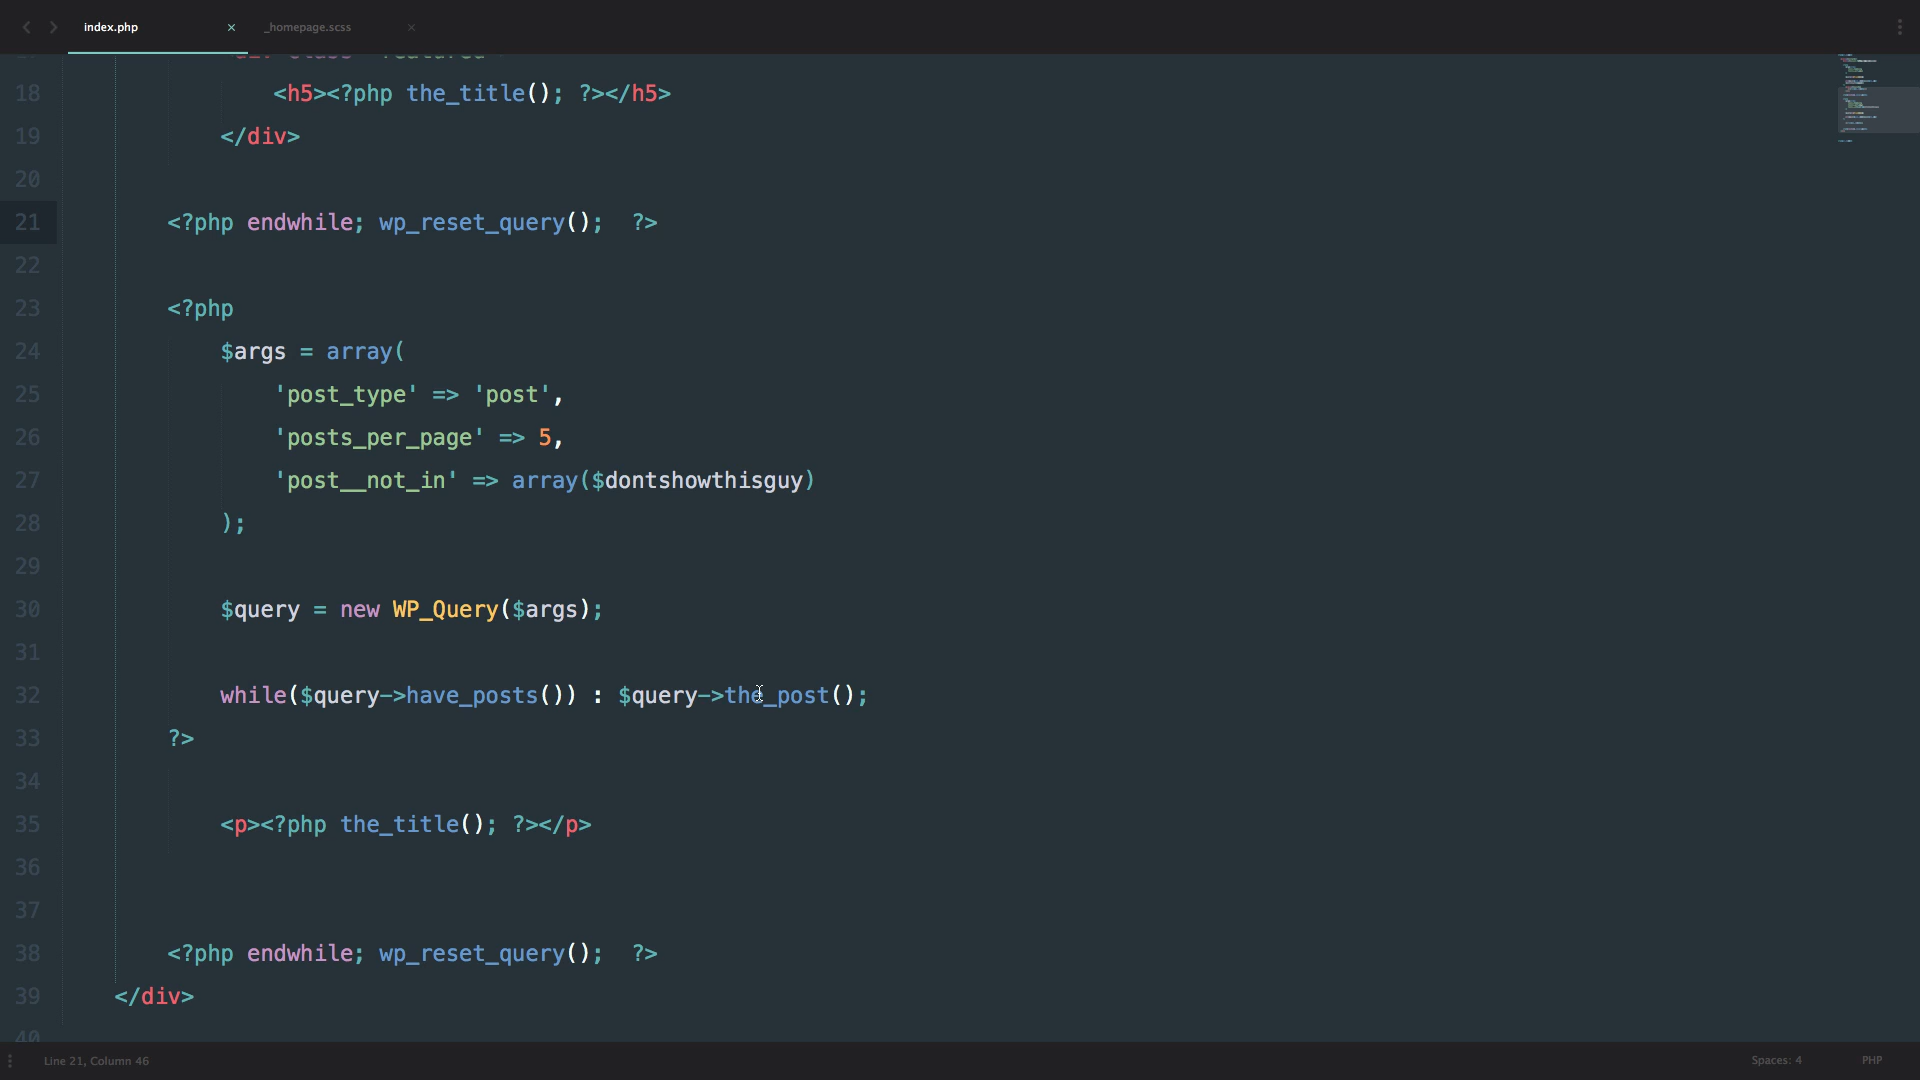 index.php × _homepage.scss ×
18 <h5><?php the_title(); ?></h5>
19 </div>
20
21 <?php endwhile; wp_reset_query();  ?>
22
23 <?php
24 $args = array(
25 'post_type' => 'post',
26 'posts_per_page' => 5,
27 'post__not_in' => array($dontshowthisguy)
28 );
29
30 $query = new WP_Query($args);
31
32 while($query->have_posts()) : $query->the_post();
33 ?>
34
35 <p><?php the_title(); ?></p>
36
37
38 <?php endwhile; wp_reset_query();  ?>
39 </div>
40
Line 21, Column 46 Spaces: 4 PHP